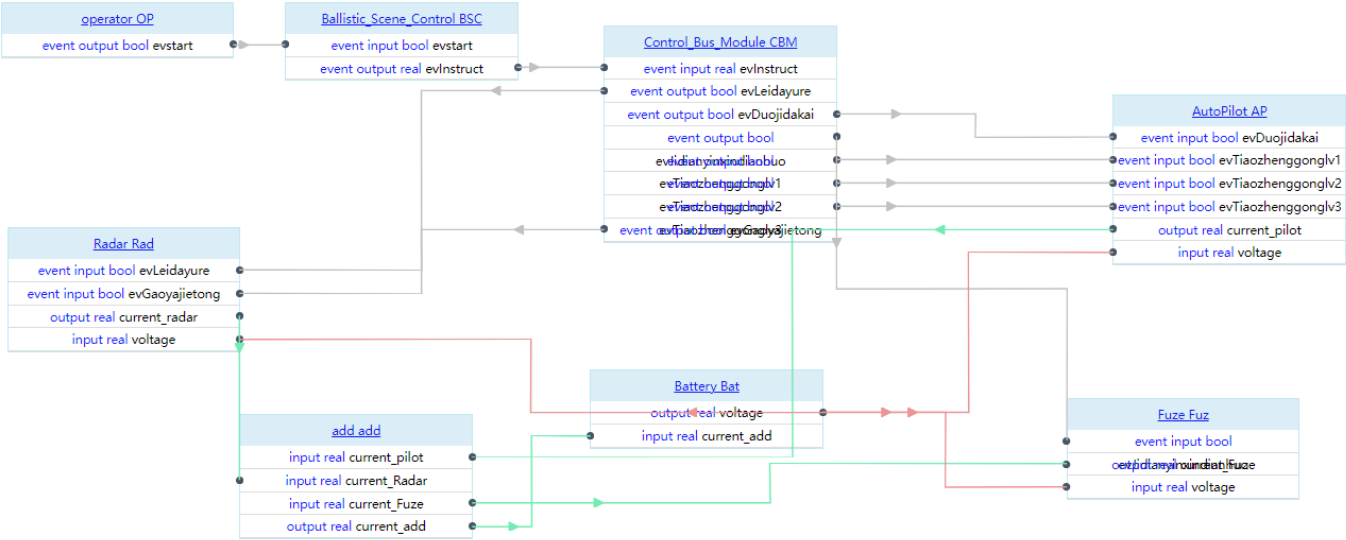 operator OP
event output bool evstart
Ballistic_Scene_Control BSC
event input bool evstart
event output real evInstruct
Control_Bus_Module CBM
event input real evInstruct
event output bool evLeidayure
event output bool evDuojidakai
event output bool
AutoPilot AP
event input bool evDuojidakai
event input bool evTiaozhenggonglv1
event input bool evTiaozhenggonglv2
event input bool evTiaozhenggonglv3
output real current_pilot
input real voltage
Radar Rad
event input bool evLeidayure
event input bool evGaoyajietong
output real current_radar
input real voltage
Battery Bat
output real voltage
input real current_add
add add
input real current_pilot
input real current_Radar
input real current_Fuze
output real current_add
Fuze Fuz
event input bool
input real voltage